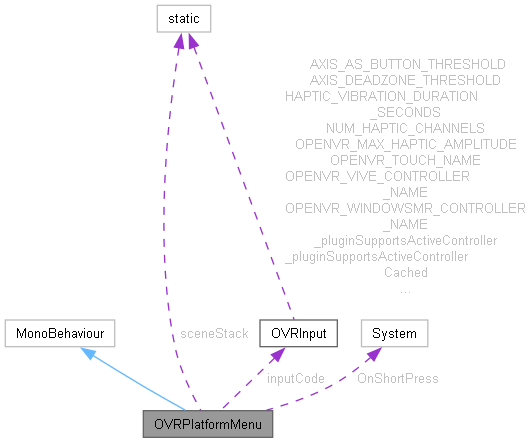 static
AXIS_AS_BUTTON_THRESHOLD
AXIS_DEADZONE_THRESHOLD
HAPTIC_VIBRATION_DURATION
_SECONDS
NUM_HAPTIC_CHANNELS
OPENVR_MAX_HAPTIC_AMPLITUDE
OPENVR_TOUCH_NAME
OPENVR_VIVE_CONTROLLER
_NAME
OPENVR_WINDOWSMR_CONTROLLER
_NAME
_pluginSupportsActiveController
_pluginSupportsActiveController
Cached
...
MonoBehaviour
sceneStack
OVRInput
System
inputCode
OnShortPress
OVRPlatformMenu